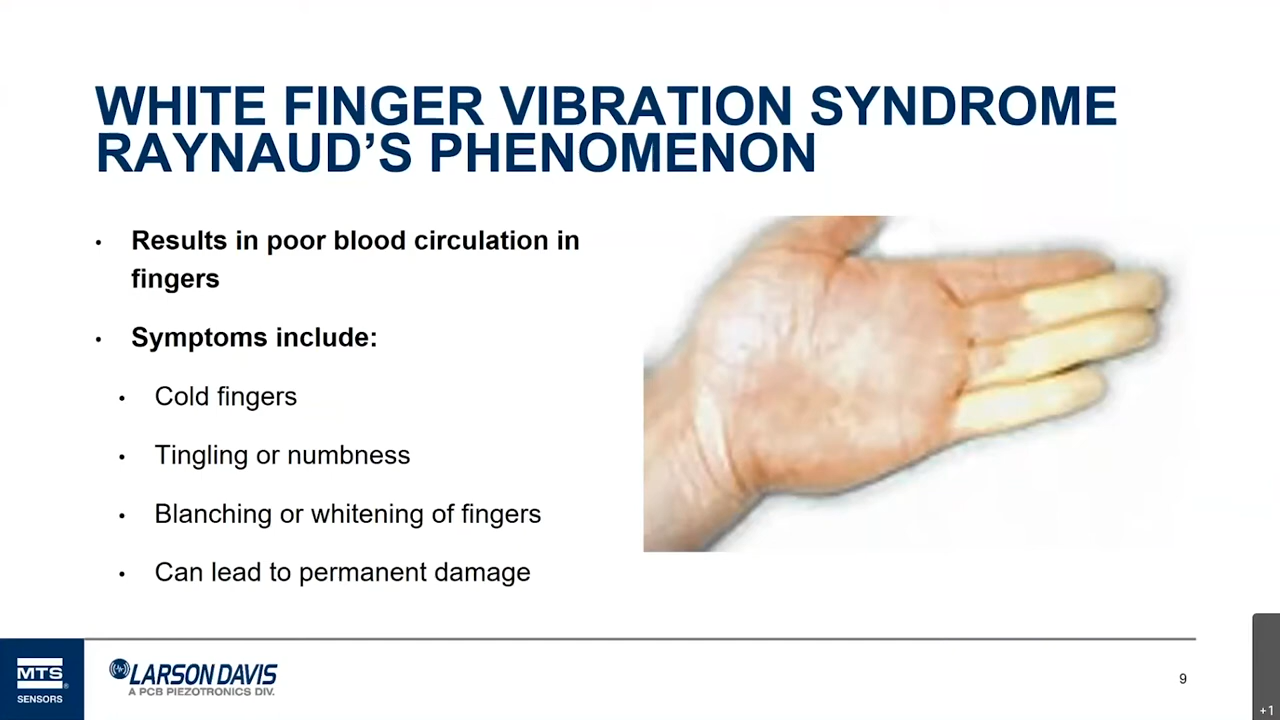 WHITE FINGER VIBRATION SYNDROME
RAYNAUD’S PHENOMENON
• Results in poor blood circulation in
fingers
• Symptoms include:
• Cold fingers
• Tingling or numbness
• Blanching or whitening of fingers
• Can lead to permanent damage
MTS
SENSORS
LARSON DAVIS
A PCB PIEZOTRONICS DIV.
9
+1